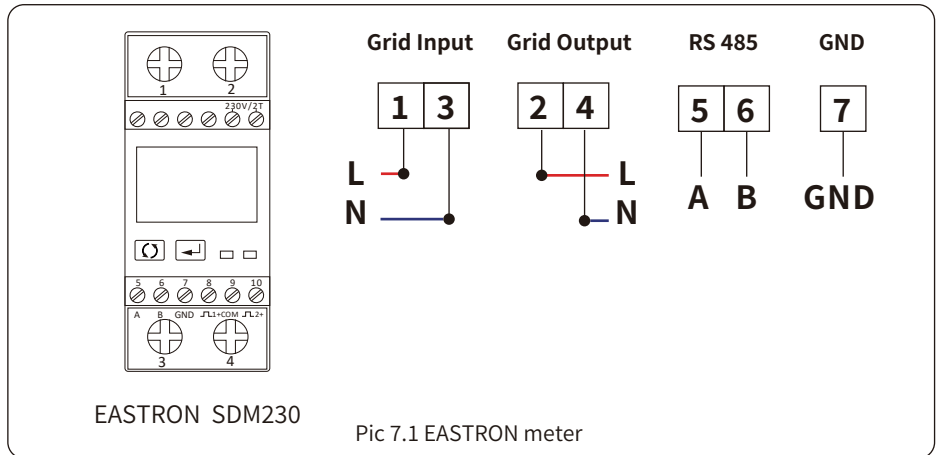 Grid Input Grid Output RS 485 GND
1 2
230V/2T
1 3 2 4 5 6 7
L L A B GND
N N
5 6 7 8 9 10
A B GND 1+COM 2+
3 4
EASTRON SDM230
Pic 7.1 EASTRON meter